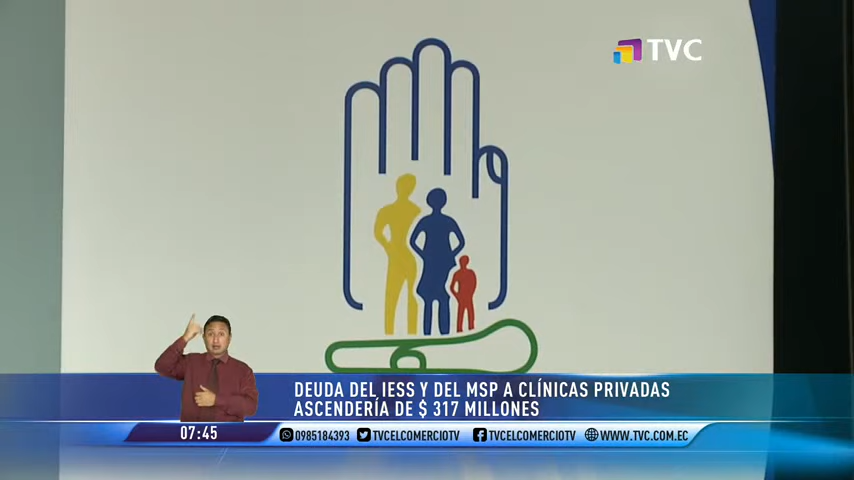 TVC
DEUDA DEL IESS Y DEL MSP A CLÍNICAS PRIVADAS
ASCENDERÍA DE $ 317 MILLONES
07:45
0985184393 TVCELCOMERCIOTV TVCELCOMERCIOTV WWW.TVC.COM.EC